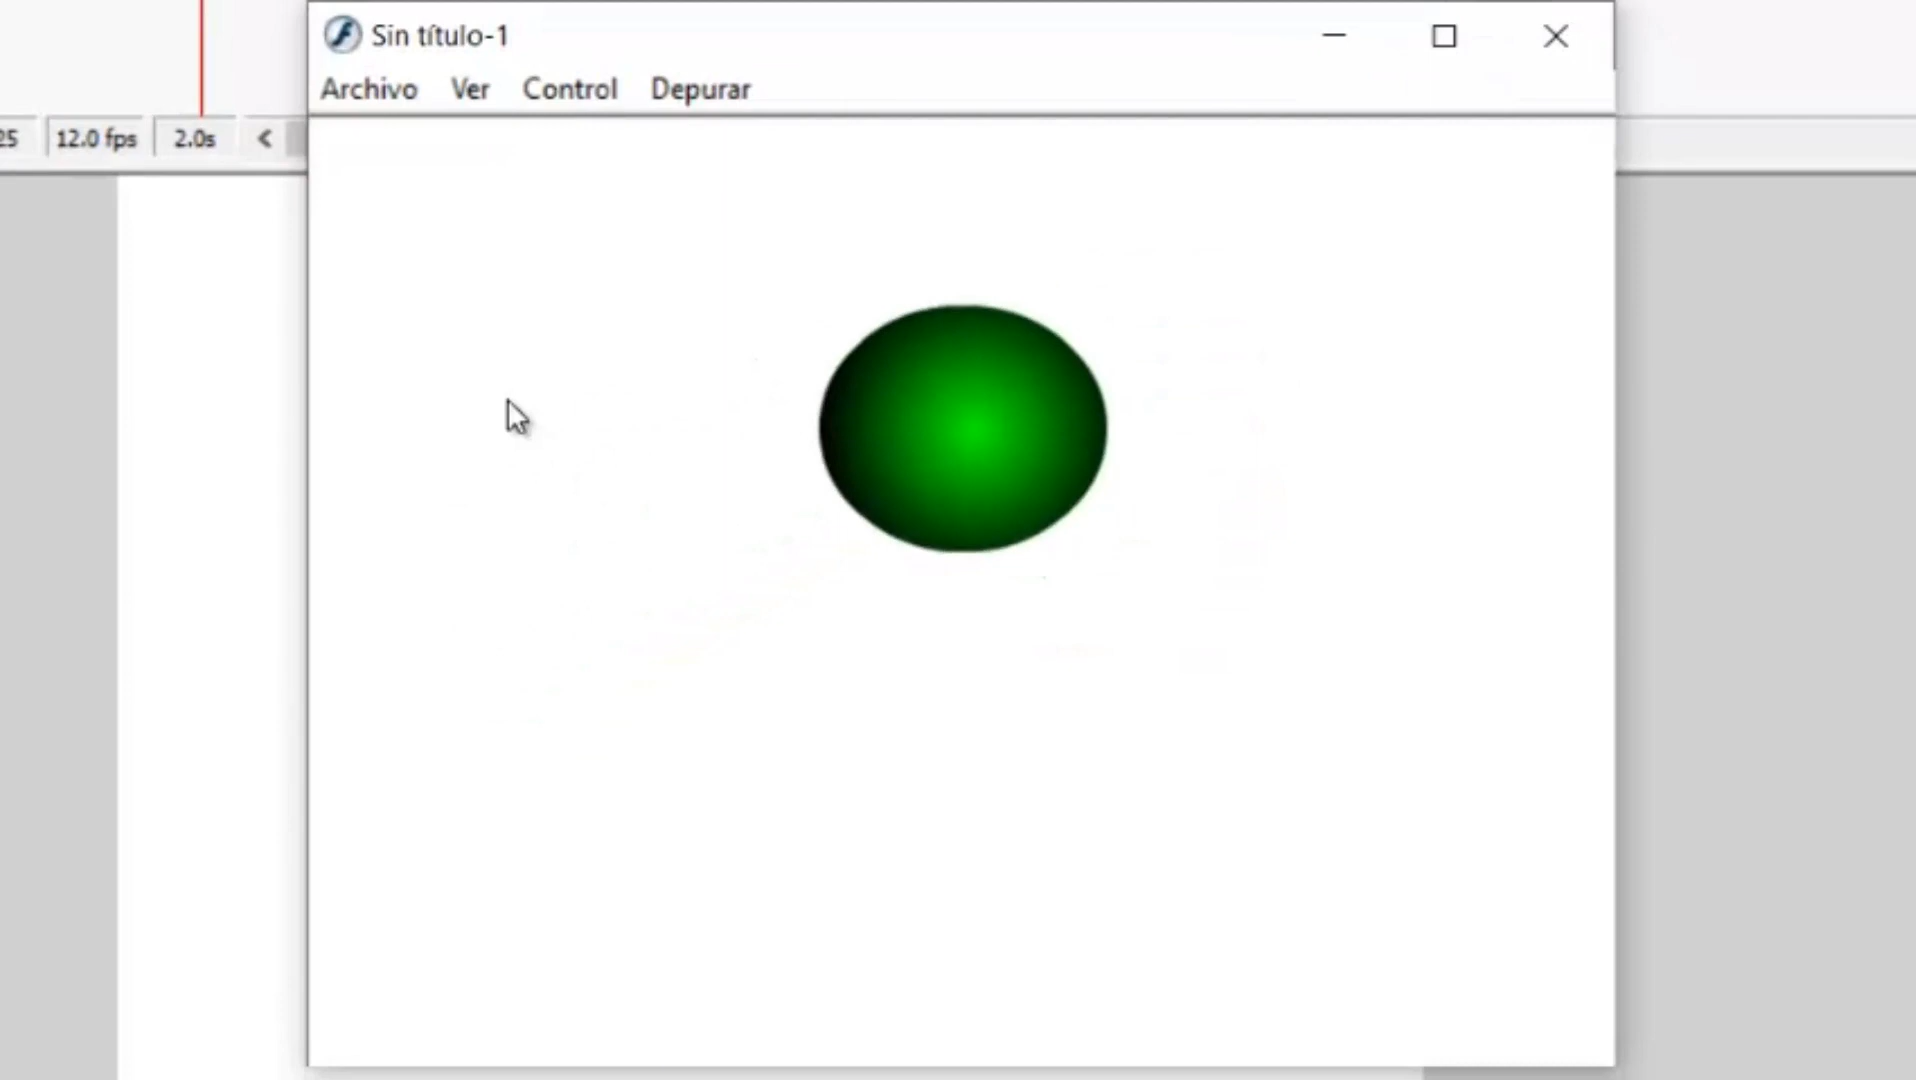 Sin título-1
Archivo Ver Control Depurar
25 12.0 fps 2.0s <